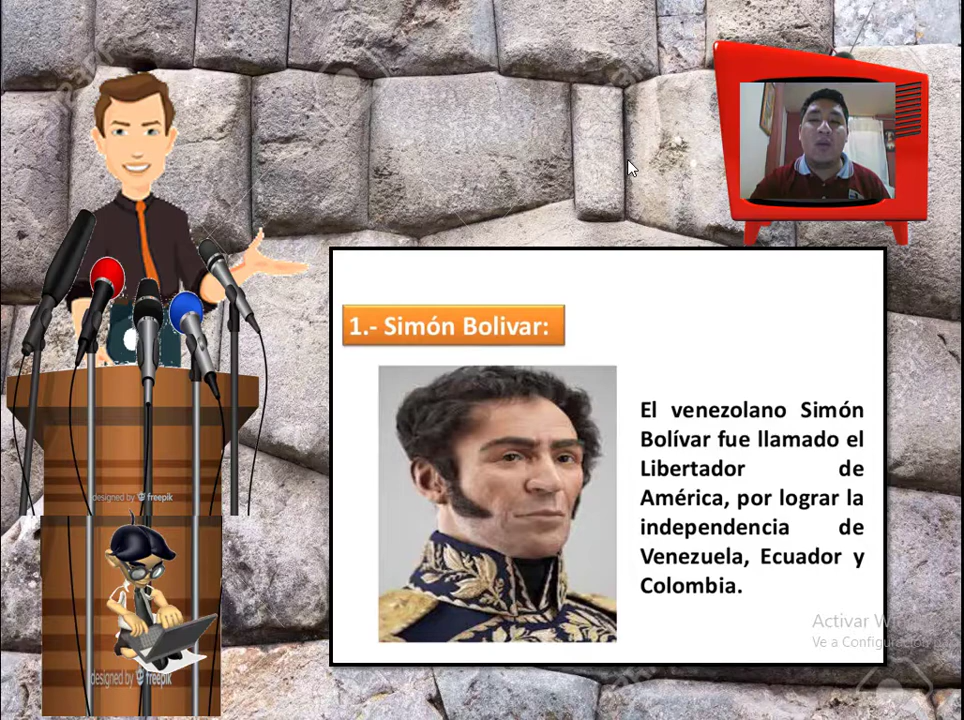 1.- Simón Bolivar:
El venezolano Simón
Bolívar fue llamado el
Libertador de
América, por lograr la
independencia de
Venezuela, Ecuador y
Colombia.
designed by freepik
designed by freepik
Activar
Ve a